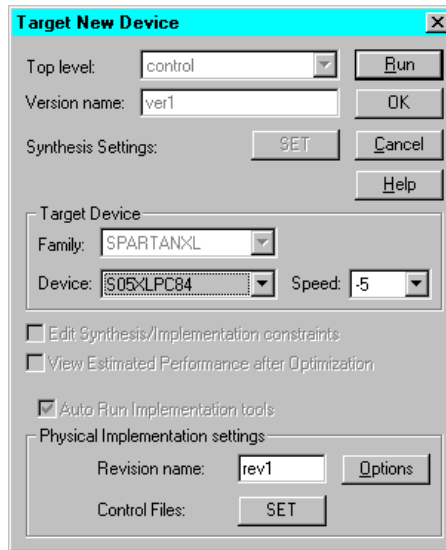 Target New Device
Top level: control Run
Version name: ver1 OK
Synthesis Settings: SET Cancel
Help
Target Device
Family: SPARTANXL
Device: S05XLPC84 Speed: -5
Edit Synthesis/Implementation constraints
View Estimated Performance after Optimization
Auto Run Implementation tools
Physical Implementation settings
Revision name: rev1 Options
Control Files: SET